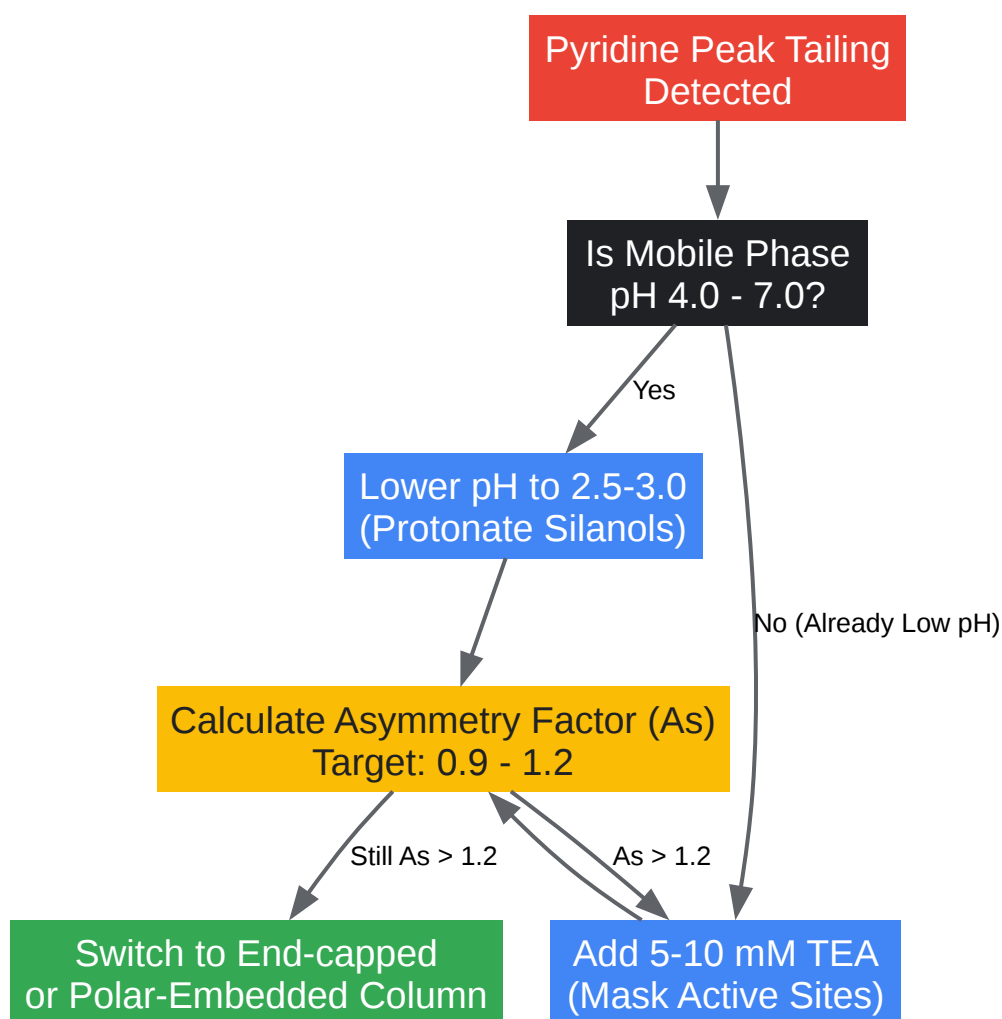 Pyridine Peak Tailing
Detected
Is Mobile Phase
pH 4.0 - 7.0?
Yes
Lower pH to 2.5-3.0
(Protonate Silanols)
No (Already Low pH)
Calculate Asymmetry Factor (As)
Target: 0.9 - 1.2
Still As > 1.2
As > 1.2
Switch to End-capped
or Polar-Embedded Column
Add 5-10 mM TEA
(Mask Active Sites)